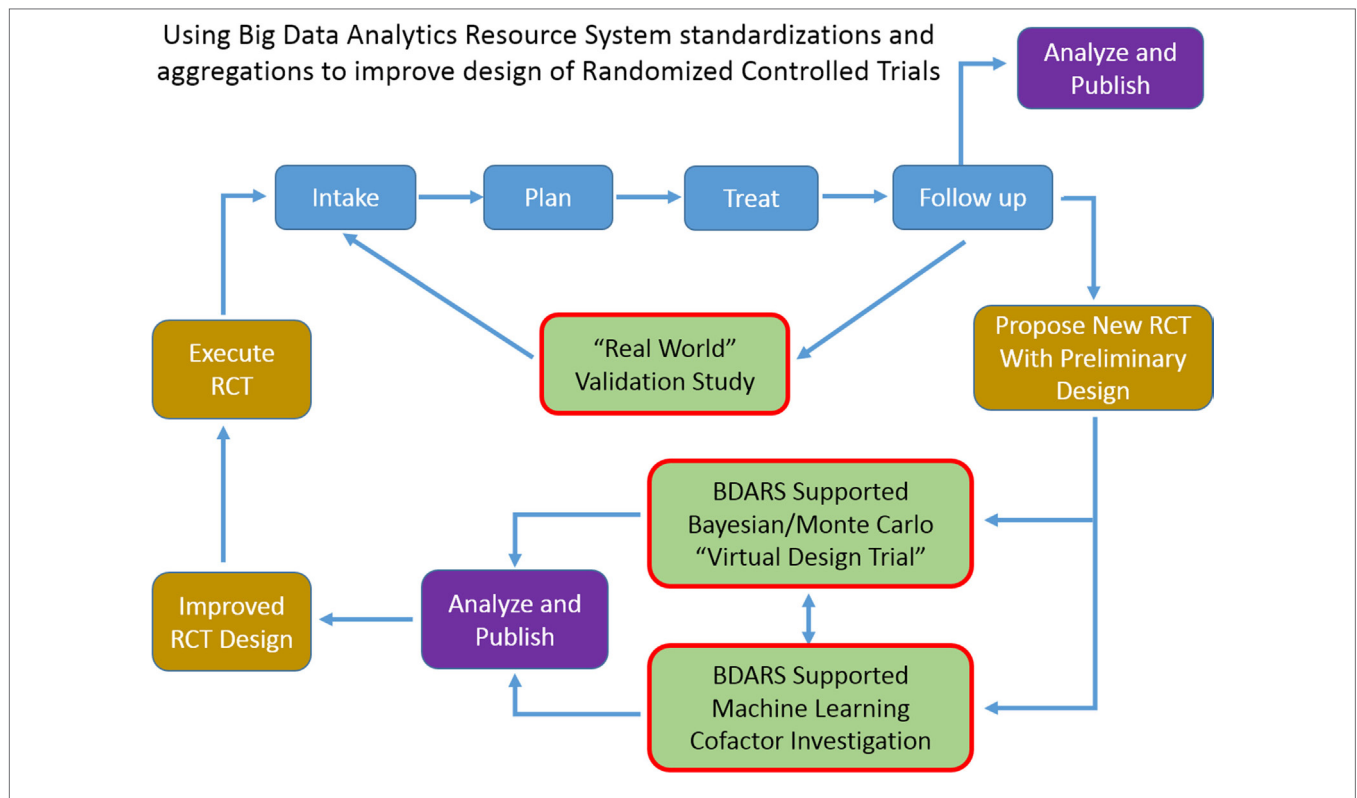 Using Big Data Analytics Resource System standardizations and
aggregations to improve design of Randomized Controlled Trials
Analyze and
Publish
Intake
Plan
Treat
Follow up
Execute
RCT
“Real World”
Validation Study
Propose New RCT
With Preliminary
Design
BDARS Supported
Bayesian/Monte Carlo
“Virtual Design Trial”
Improved
RCT Design
Analyze and
Publish
BDARS Supported
Machine Learning
Cofactor Investigation